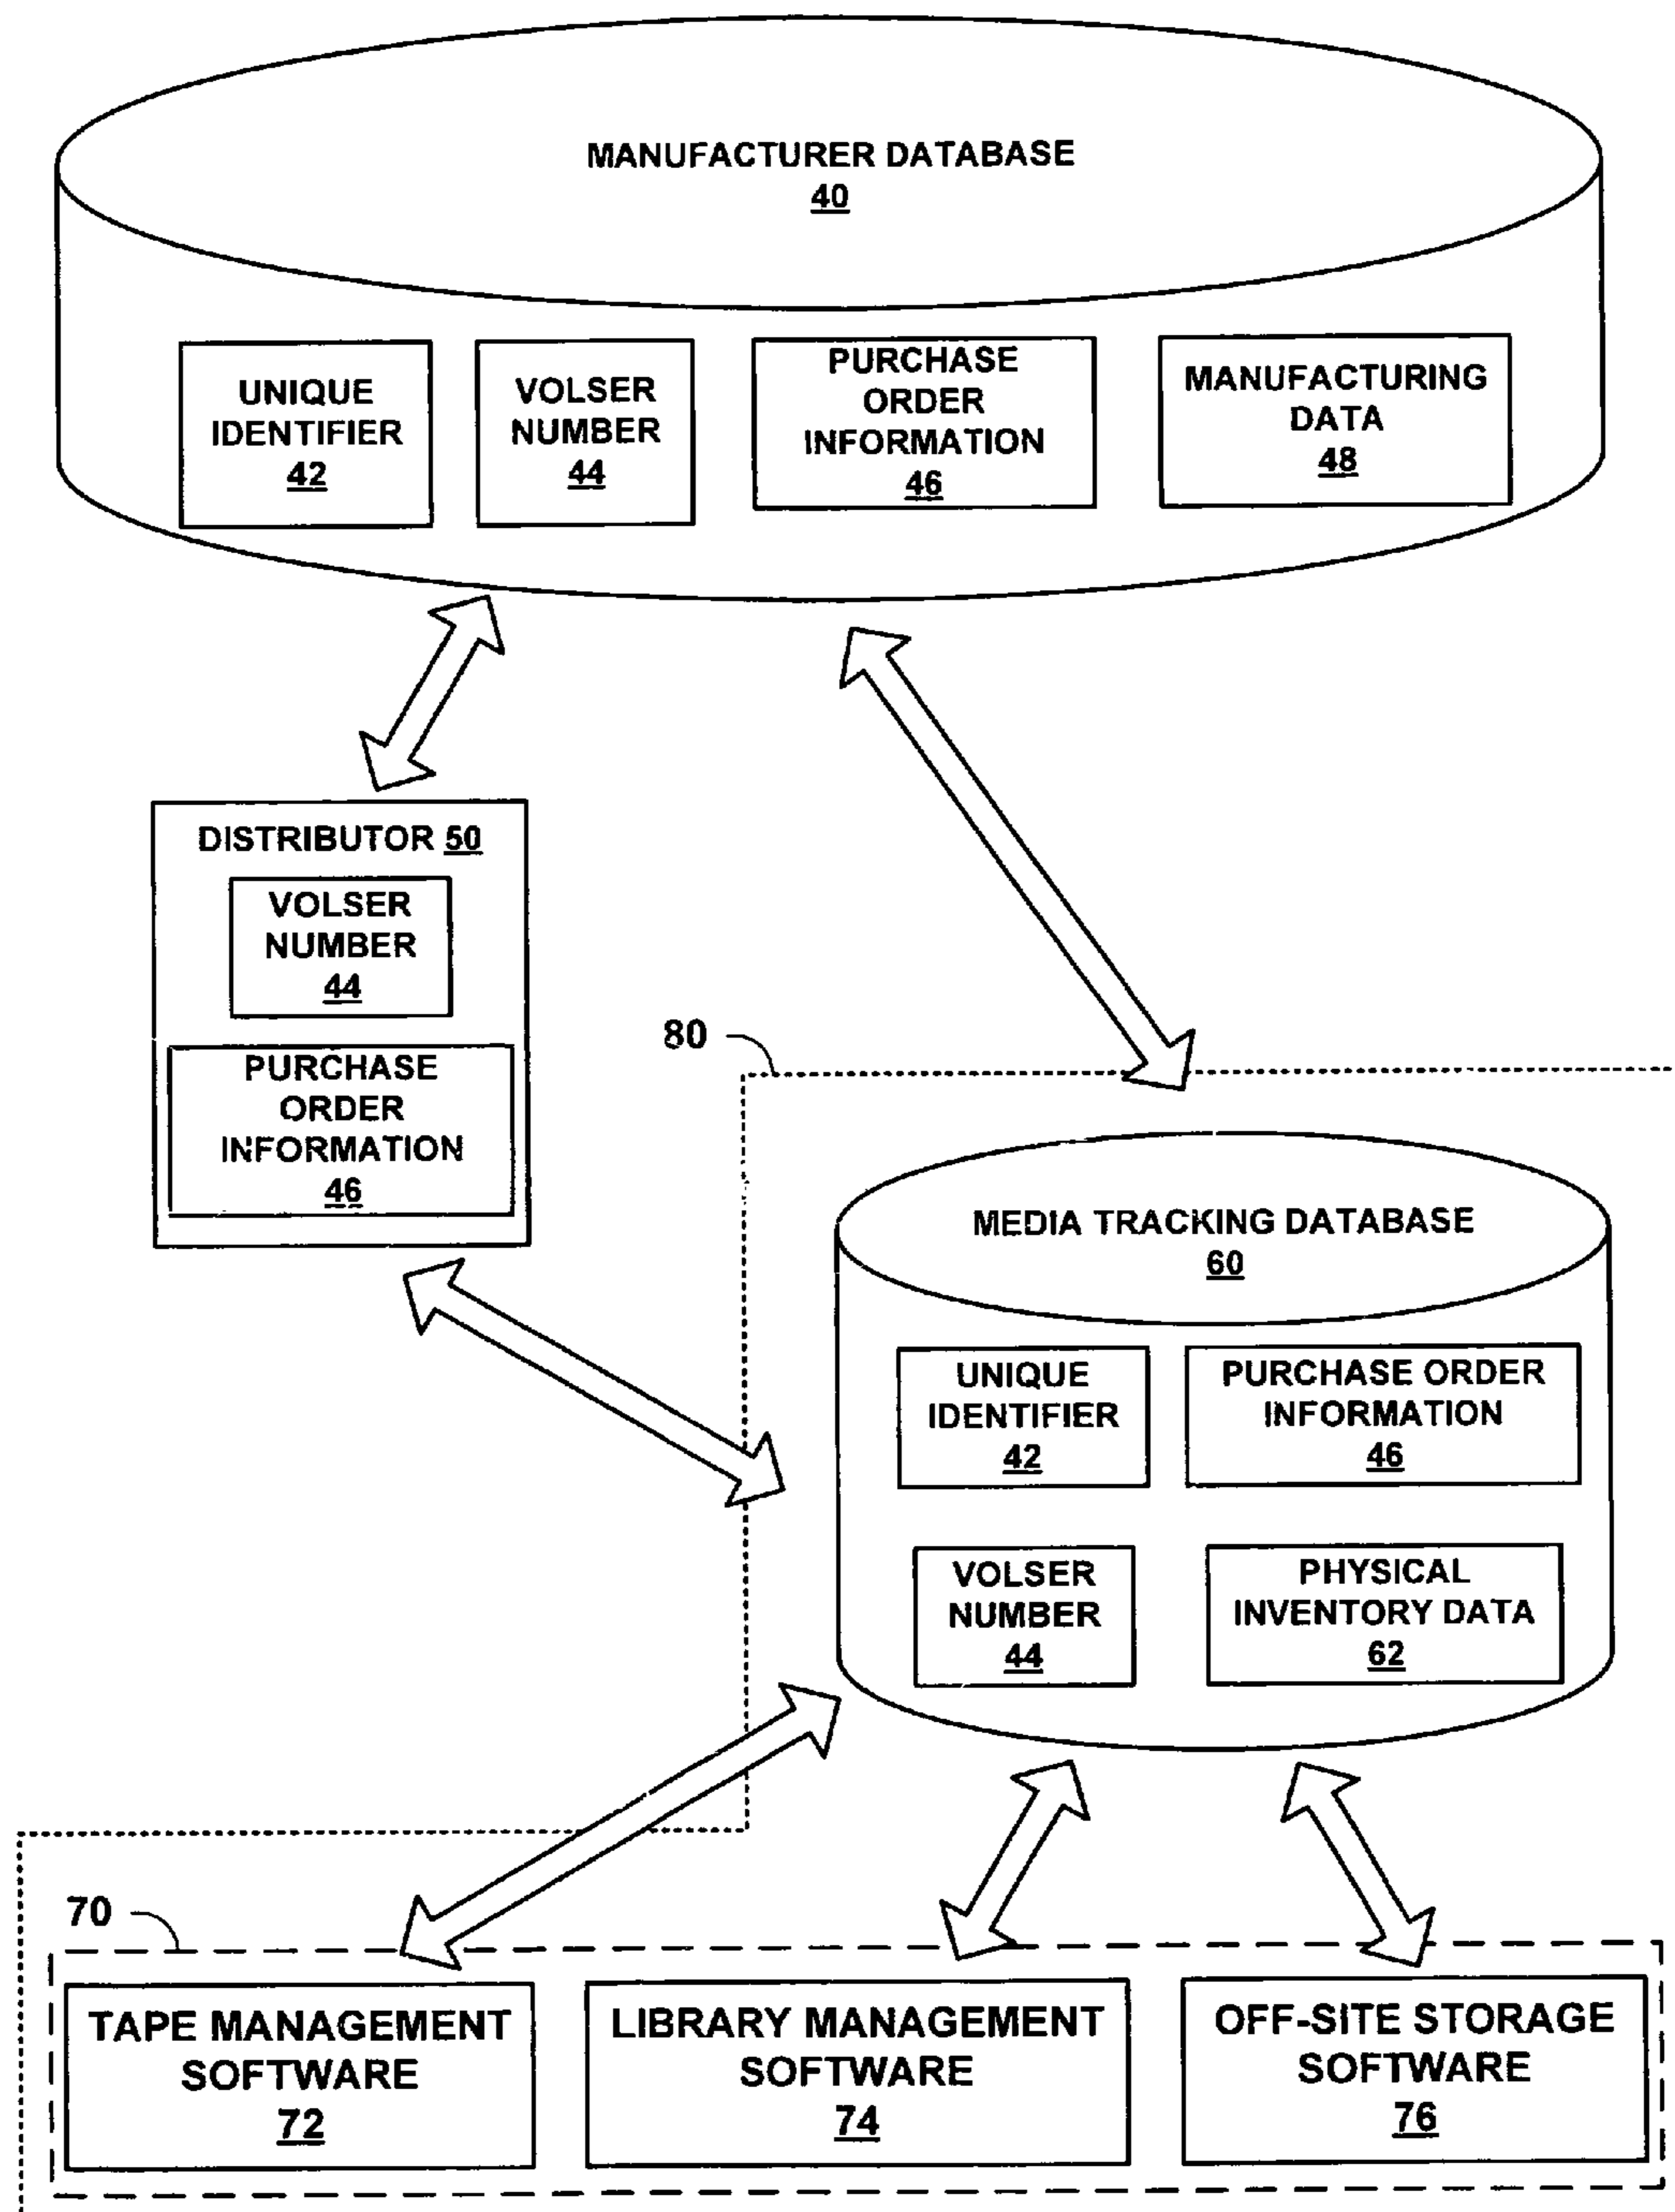 MANUFACTURER DATABASE
40
UNIQUE
IDENTIFIER
42
VOLSER
NUMBER
44
PURCHASE
ORDER
INFORMATION
46
MANUFACTURING
DATA
48
DISTRIBUTOR 50
VOLSER
NUMBER
44
PURCHASE
ORDER
INFORMATION
46
80
MEDIA TRACKING DATABASE
60
UNIQUE
IDENTIFIER
42
PURCHASE ORDER
INFORMATION
46
VOLSER
NUMBER
44
PHYSICAL
INVENTORY DATA
62
70
TAPE MANAGEMENT
SOFTWARE
72
LIBRARY MANAGEMENT
SOFTWARE
74
OFF-SITE STORAGE
SOFTWARE
76